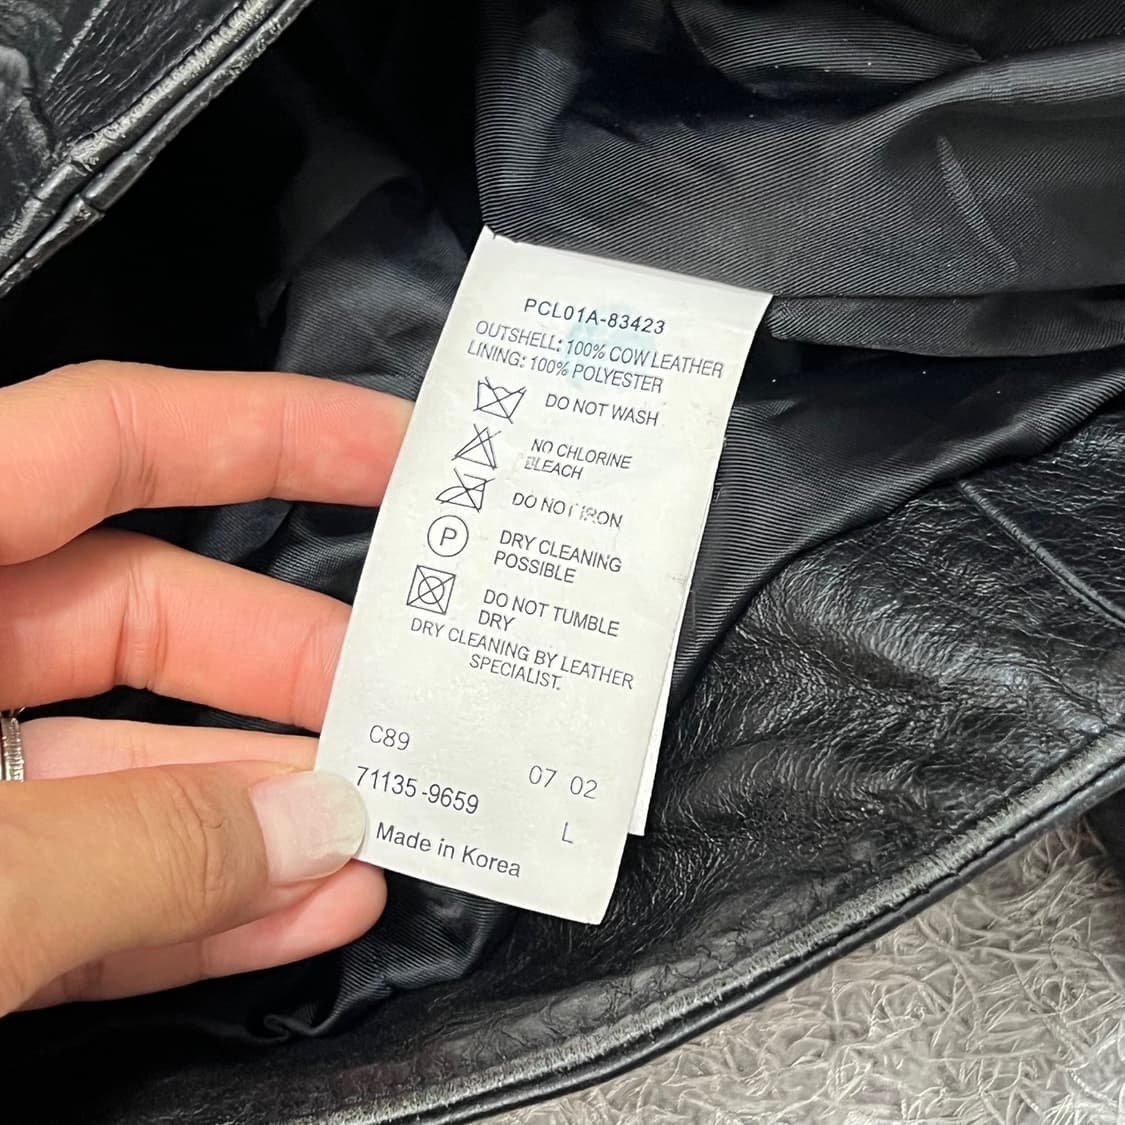 PCL01A-83423
OUTSHELL: 100% COW LEATHER
LINING: 100% POLYESTER
DO NOT WASH
NO CHLORINE
BLEACH
DO NOT IRON
P
DRY CLEANING
POSSIBLE
DO NOT TUMBLE
DRY
DRY CLEANING BY LEATHER
SPECIALIST.
C89
07 02
71135-9659
L
Made in Korea